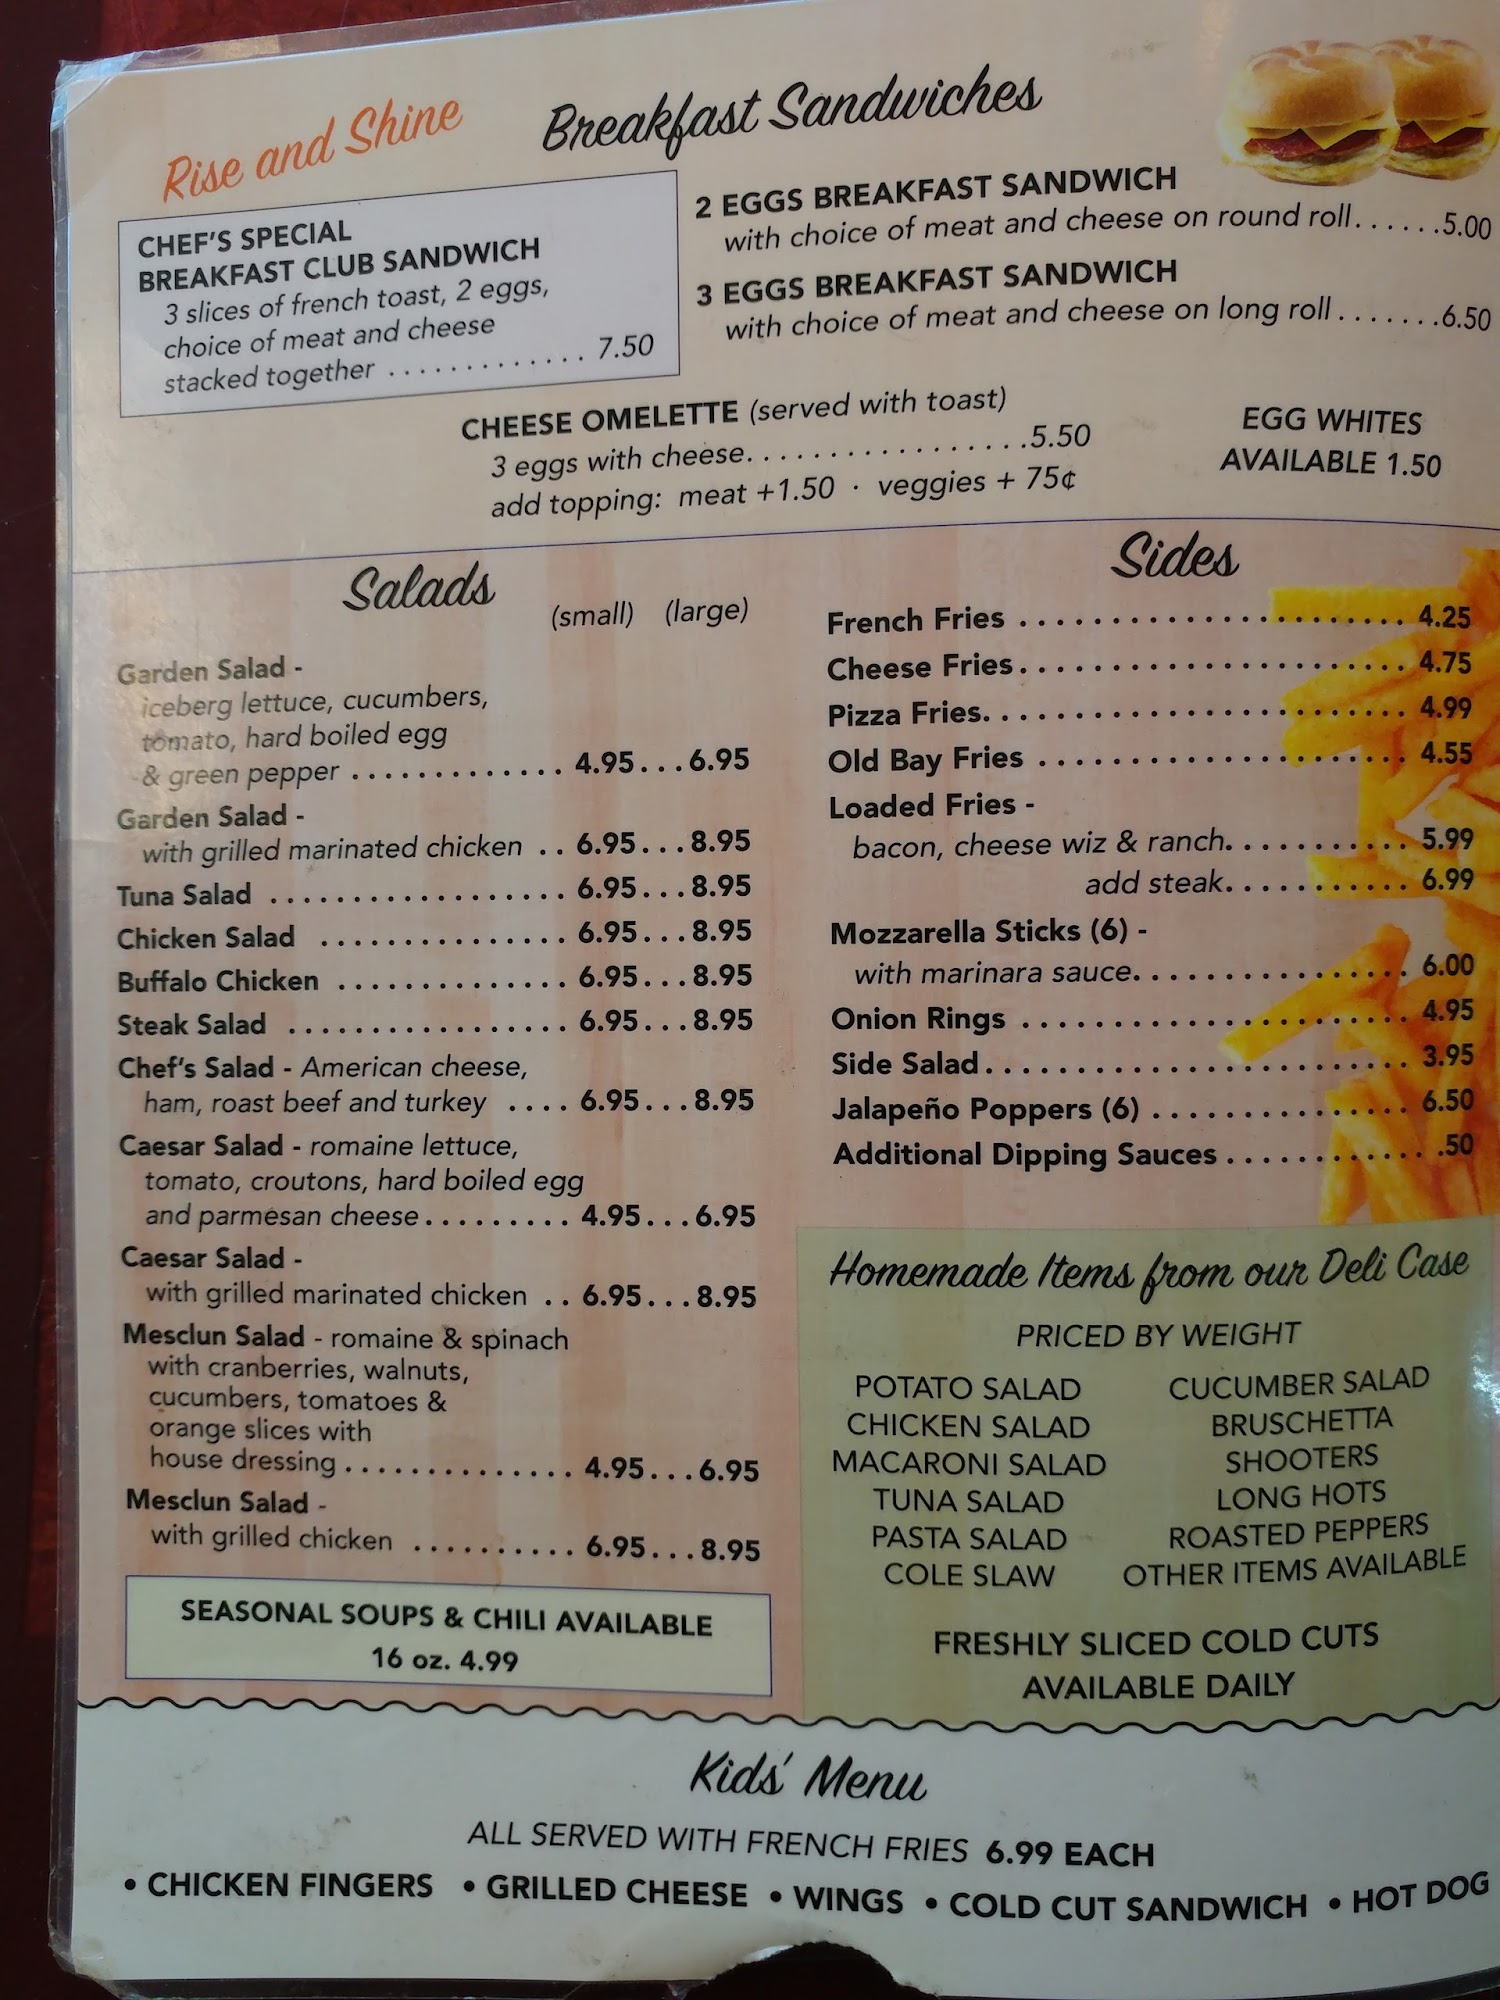 Rise and Shine
Breakfast Sandwiches
CHEF'S SPECIAL
BREAKFAST CLUB SANDWICH
3 slices of french toast, 2 eggs,
choice of meat and cheese
stacked together . . . . . . . . . . . . . 7.50
2 EGGS BREAKFAST SANDWICH
with choice of meat and cheese on round roll. . . . . .5.00
3 EGGS BREAKFAST SANDWICH
with choice of meat and cheese on long roll . . . . . . .6.50
CHEESE OMELETTE (served with toast)
3 eggs with cheese. . . . . . . . . . . . . . . . .5.50
add topping: meat +1.50 · veggies + 75¢
EGG WHITES
AVAILABLE 1.50
Salads
(small) (large)
Garden Salad -
iceberg lettuce, cucumbers,
tomato, hard boiled egg
& green pepper . . . . . . . . . . . . . 4.95. . . 6.95
Garden Salad -
with grilled marinated chicken . . 6.95. . . 8.95
Tuna Salad . . . . . . . . . . . . . . . . . . 6.95. . . 8.95
Chicken Salad . . . . . . . . . . . . . . . 6.95. . . 8.95
Buffalo Chicken . . . . . . . . . . . . . . 6.95. . . 8.95
Steak Salad . . . . . . . . . . . . . . . . . 6.95. . . 8.95
Chef's Salad - American cheese,
ham, roast beef and turkey . . . . 6.95. . . 8.95
Caesar Salad - romaine lettuce,
tomato, croutons, hard boiled egg
and parmesan cheese. . . . . . . . . 4.95. . . 6.95
Caesar Salad -
with grilled marinated chicken . . 6.95. . . 8.95
Mesclun Salad - romaine & spinach
with cranberries, walnuts,
cucumbers, tomatoes &
orange slices with
house dressing . . . . . . . . . . . . . . 4.95. . . 6.95
Mesclun Salad -
with grilled chicken . . . . . . . . . . 6.95. . . 8.95
SEASONAL SOUPS & CHILI AVAILABLE
16 oz. 4.99
Sides
French Fries . . . . . . . . . . . . . . . . . . . . . . 4.25
Cheese Fries. . . . . . . . . . . . . . . . . . . . . . 4.75
Pizza Fries. . . . . . . . . . . . . . . . . . . . . . . . 4.99
Old Bay Fries . . . . . . . . . . . . . . . . . . . . . 4.55
Loaded Fries -
bacon, cheese wiz & ranch. . . . . . . . . . . 5.99
add steak. . . . . . . . . . . 6.99
Mozzarella Sticks (6) -
with marinara sauce. . . . . . . . . . . . . . . . 6.00
Onion Rings . . . . . . . . . . . . . . . . . . . . . . 4.95
Side Salad. . . . . . . . . . . . . . . . . . . . . . . . 3.95
Jalapeño Poppers (6) . . . . . . . . . . . . . . . 6.50
Additional Dipping Sauces . . . . . . . . . . . .50
Homemade Items from our Deli Case
PRICED BY WEIGHT
POTATO SALAD
CHICKEN SALAD
MACARONI SALAD
TUNA SALAD
PASTA SALAD
COLE SLAW
CUCUMBER SALAD
BRUSCHETTA
SHOOTERS
LONG HOTS
ROASTED PEPPERS
OTHER ITEMS AVAILABLE
FRESHLY SLICED COLD CUTS
AVAILABLE DAILY
Kids' Menu
ALL SERVED WITH FRENCH FRIES 6.99 EACH
• CHICKEN FINGERS • GRILLED CHEESE • WINGS • COLD CUT SANDWICH • HOT DOG